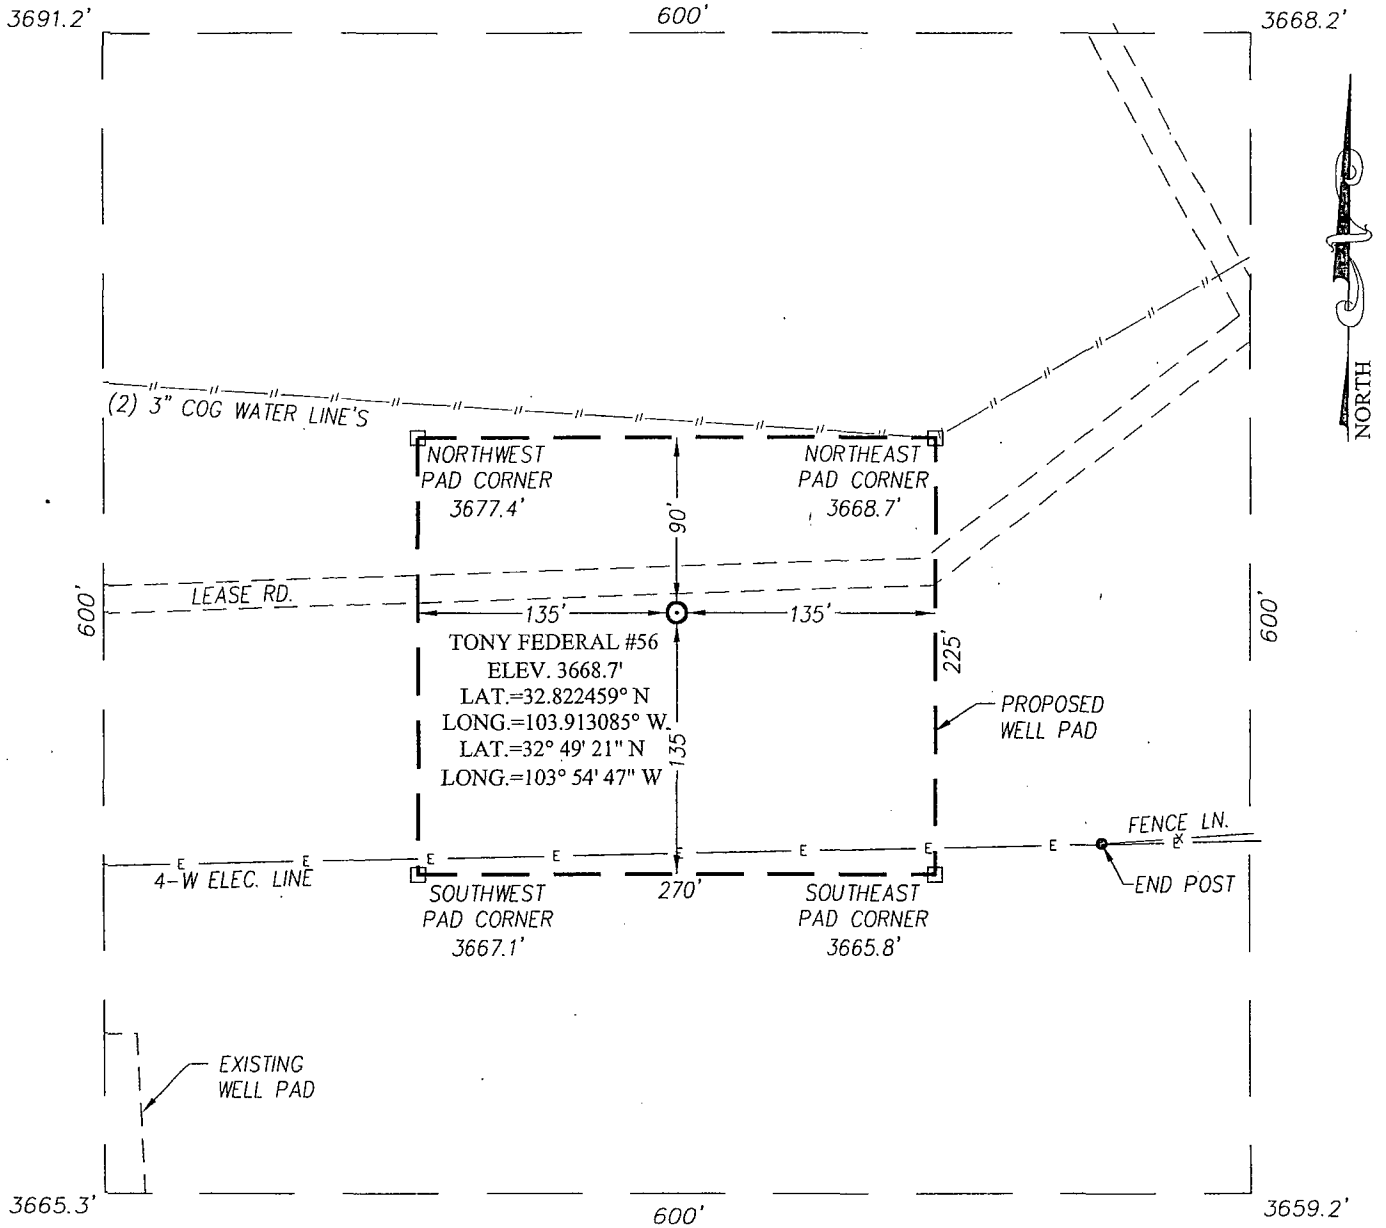 3691.2'
600'
3668.2'
NORTH
(2) 3" COG WATER LINE'S
NORTHWEST
PAD CORNER
3677.4'
NORTHEAST
PAD CORNER
3668.7'
90'
LEASE RD.
600'
135'
135'
600'
TONY FEDERAL #56
ELEV. 3668.7'
LAT.=32.822459° N
LONG.=103.913085° W
LAT.=32° 49' 21" N
LONG.=103° 54' 47" W
135'
225'
PROPOSED
WELL PAD
FENCE LN.
X
E E E E E E E E E
4-W ELEC. LINE
END POST
SOUTHWEST
PAD CORNER
3667.1'
270'
SOUTHEAST
PAD CORNER
3665.8'
EXISTING
WELL PAD
3665.3'
600'
3659.2'